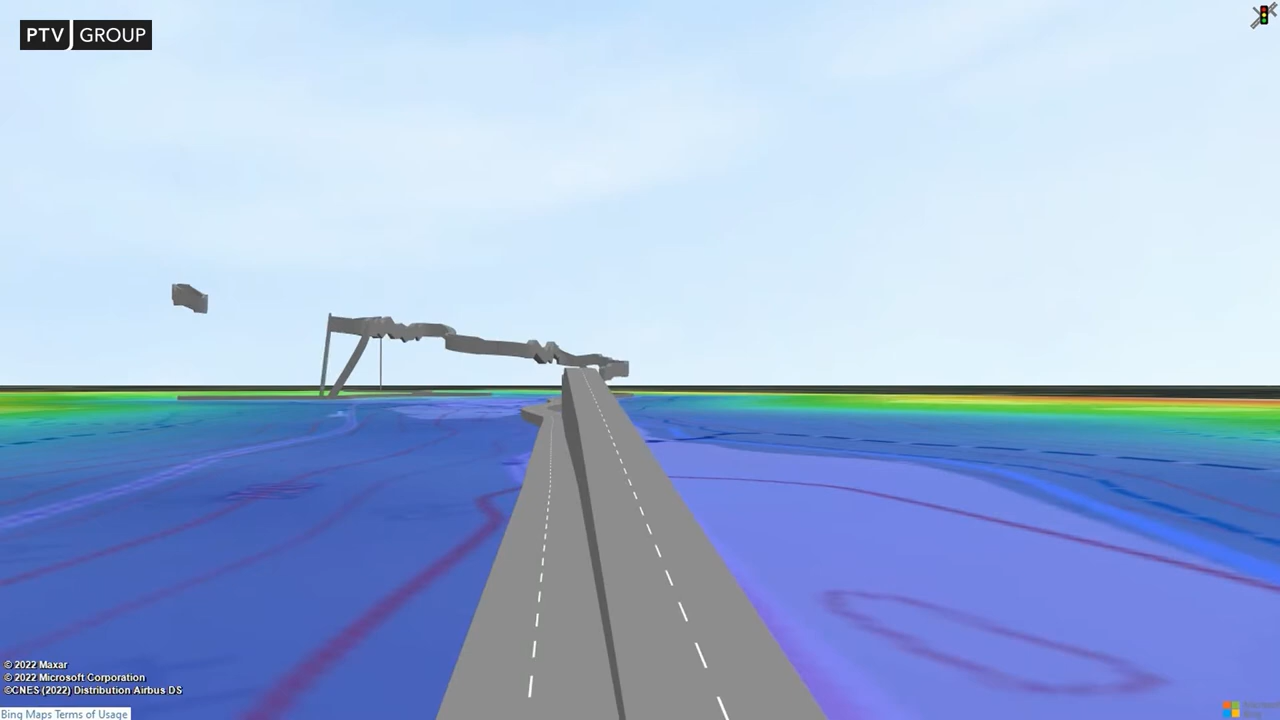 PTV GROUP
© 2022 Maxar
© 2022 Microsoft Corporation
©CNES (2022) Distribution Airbus DS
Bing Maps Terms of Usage